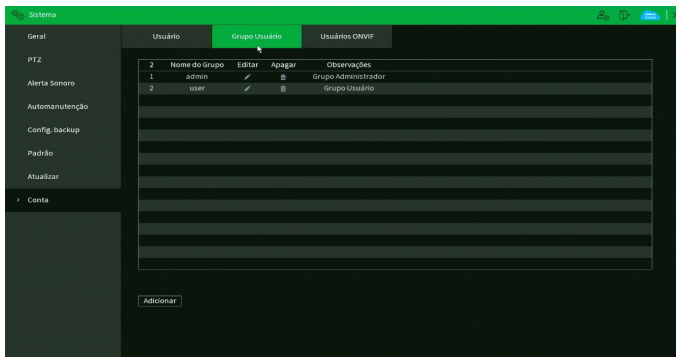 Sistema
Geral
PTZ
Alerta Sonoro
Automanutenção
Config. backup
Padrão
Atualizar
Conta
Usuário Grupo Usuário Usuários ONVIF
2 Nome do Grupo Editar Apagar Observações
1 admin Grupo Administrador
2 user Grupo Usuário
Adicionar